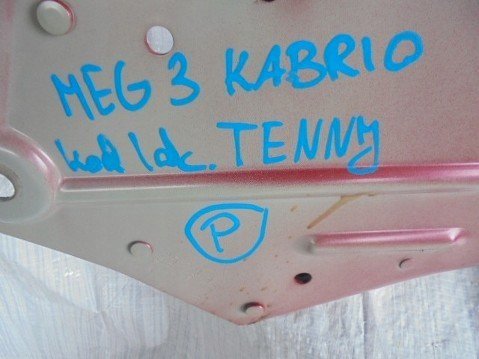 MEG 3 KABRIO
kod lak. TENNY
P